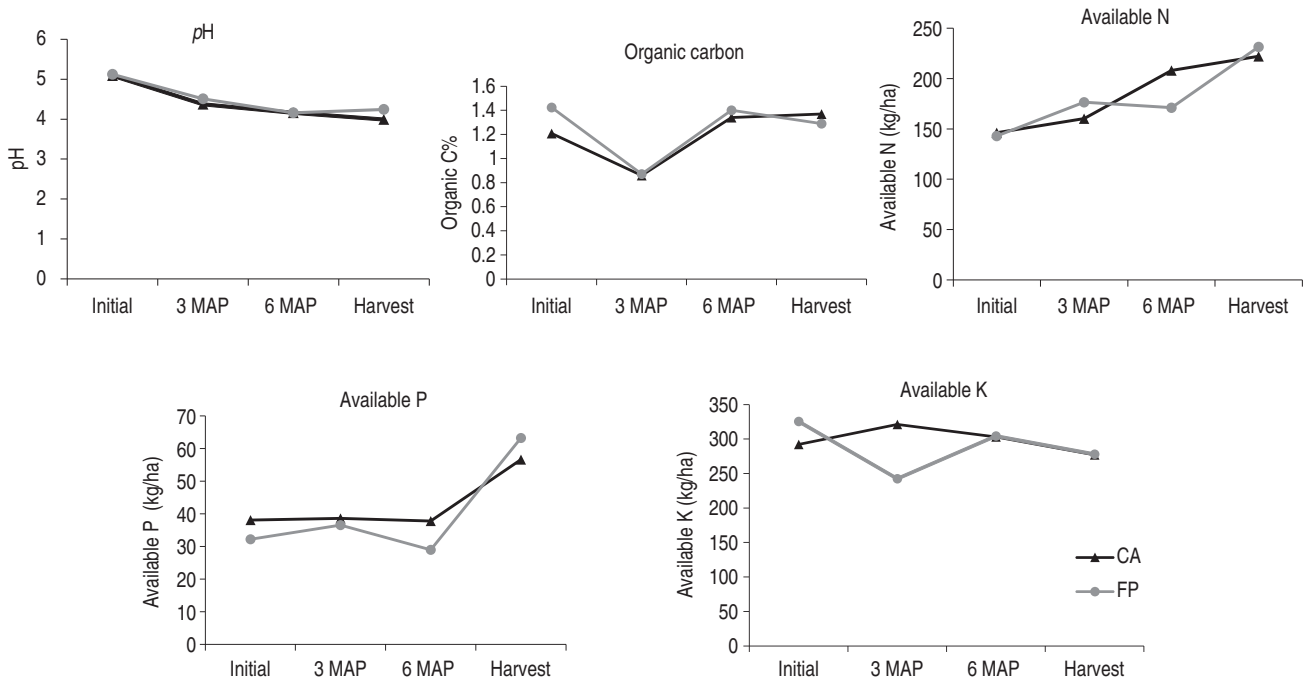 pH
6
5
4
3
2
1
0
pH
Initial
3 MAP
6 MAP
Harvest
Organic carbon
1.6
1.4
1.2
1
0.8
0.6
0.4
0.2
0
Organic C%
Initial
3 MAP
6 MAP
Harvest
Available N
250
200
150
100
50
0
Available N (kg/ha)
Initial
3 MAP
6 MAP
Harvest
Available P
70
60
50
40
30
20
10
0
Available P (kg/ha)
Initial
3 MAP
6 MAP
Harvest
Available K
350
300
250
200
150
100
50
0
Available K (kg/ha)
Initial
3 MAP
6 MAP
Harvest
CA
FP